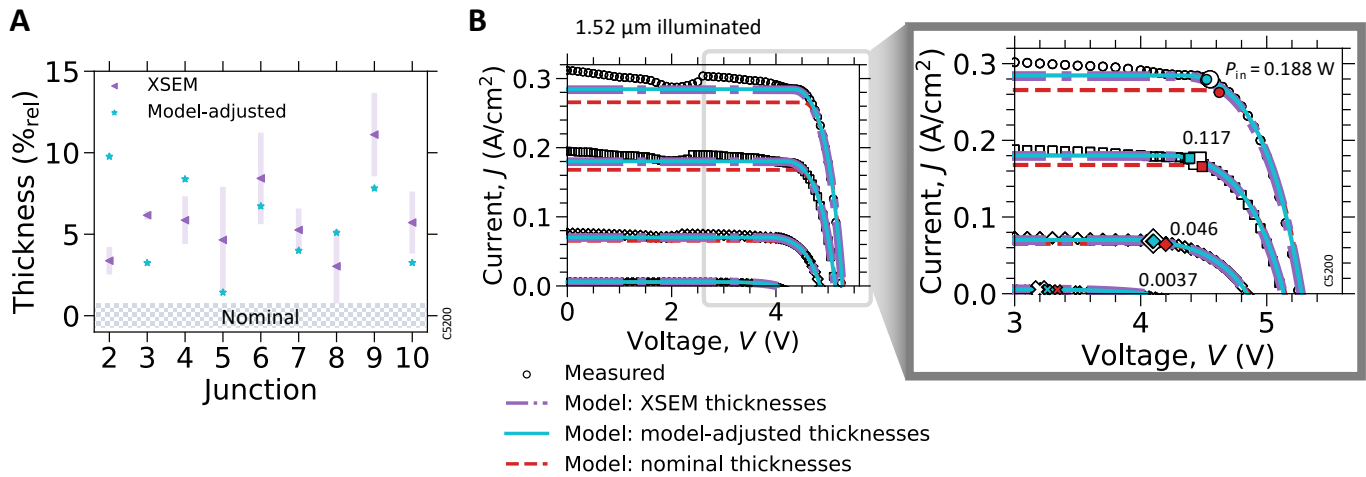 A
15
10
5
0
Thickness (%rel)
XSEM
Model-adjusted
Nominal
2 3 4 5 6 7 8 9 10
Junction
C5200
B
1.52 µm illuminated
0.3
0.2
0.1
0.0
Current, J (A/cm²)
0 2 4
Voltage, V (V)
Measured
Model: XSEM thicknesses
Model: model-adjusted thicknesses
Model: nominal thicknesses
0.3
0.2
0.1
0.0
Current, J (A/cm²)
Pin = 0.188 W
0.117
0.046
0.0037
3 4 5
Voltage, V (V)
C5200